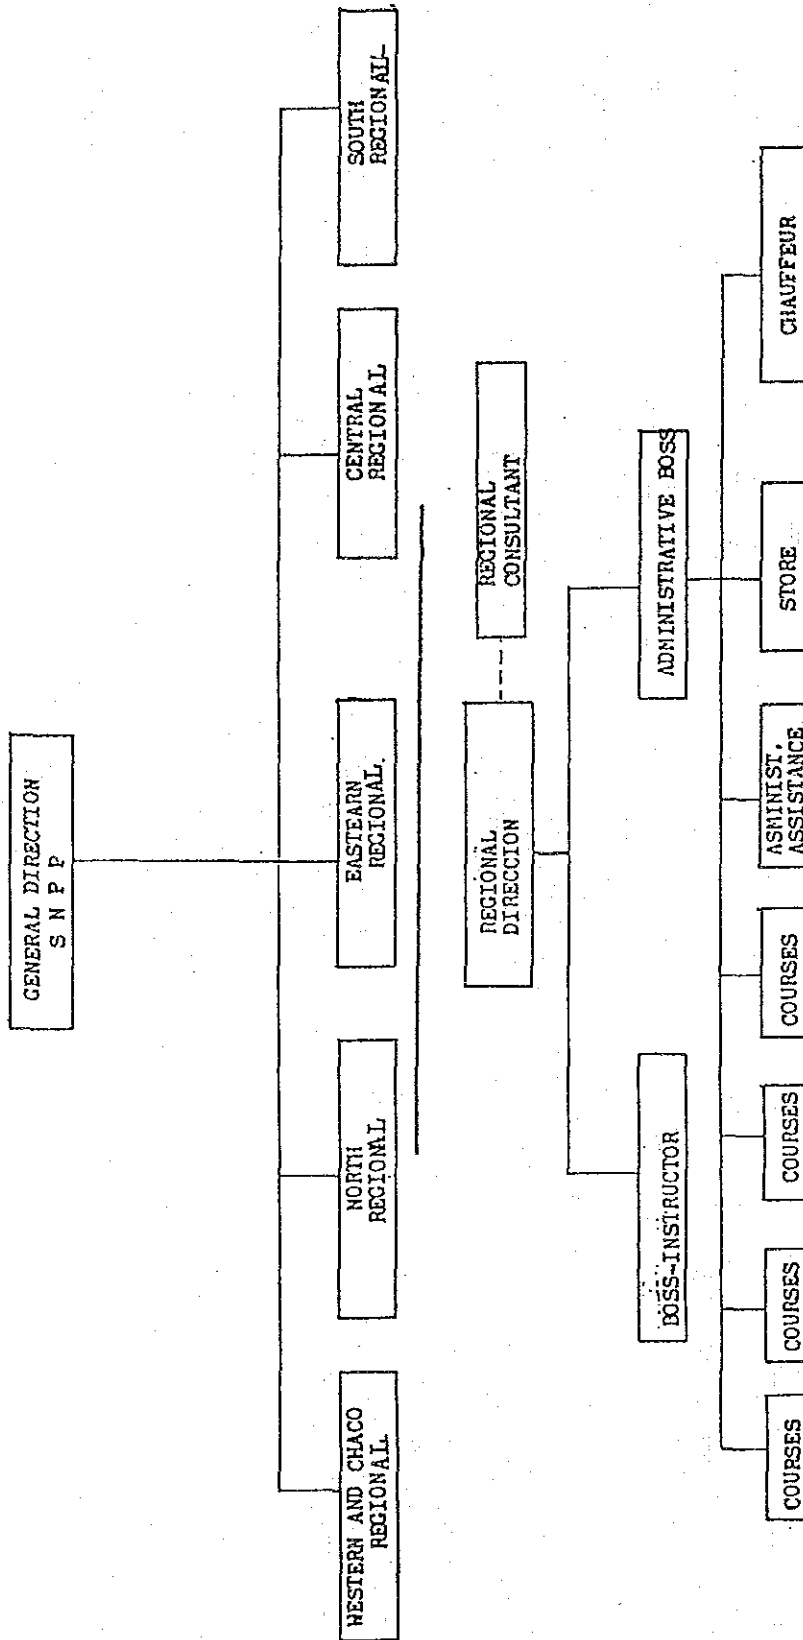 GENERAL DIRECTION
S N P P
WESTERN AND CHACO
REGIONAL.
NORTH
REGIONAL
EASTEARN
REGIONAL.
CENTRAL
REGIONAL
SOUTH
REGIONAL-
REGIONAL
DIRECCION
REGIONAL
CONSULTANT
BOSS-INSTRUCTOR
ADMINISTRATIVE BOSS
COURSES
COURSES
COURSES
COURSES
ASMINIST.
ASSISTANCE
STORE
CHAUFFEUR